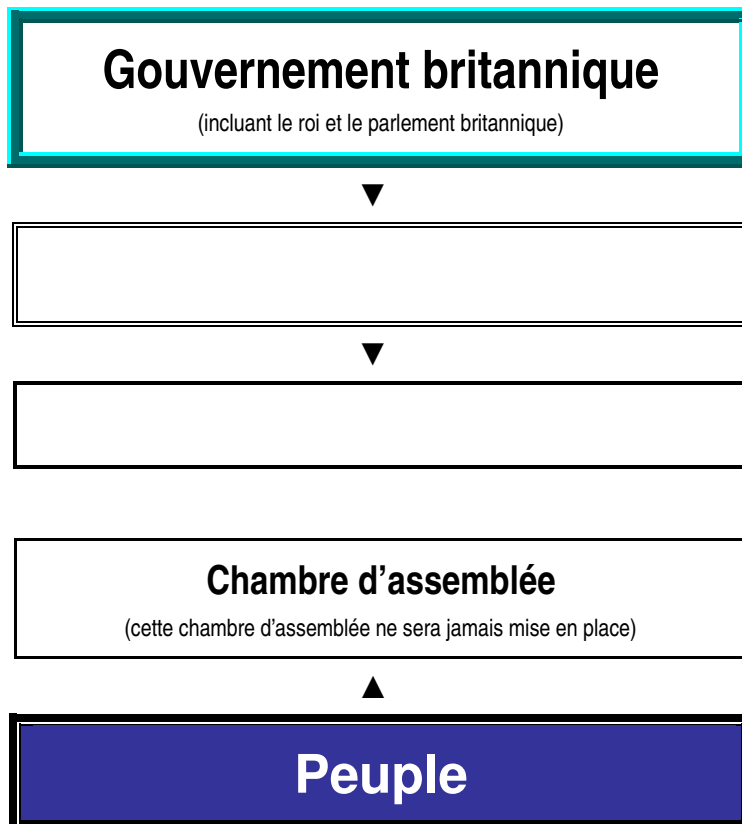 Gouvernement britannique
(incluant le roi et le parlement britannique)
▼
▼
Chambre d’assemblée
(cette chambre d’assemblée ne sera jamais mise en place)
▲
Peuple